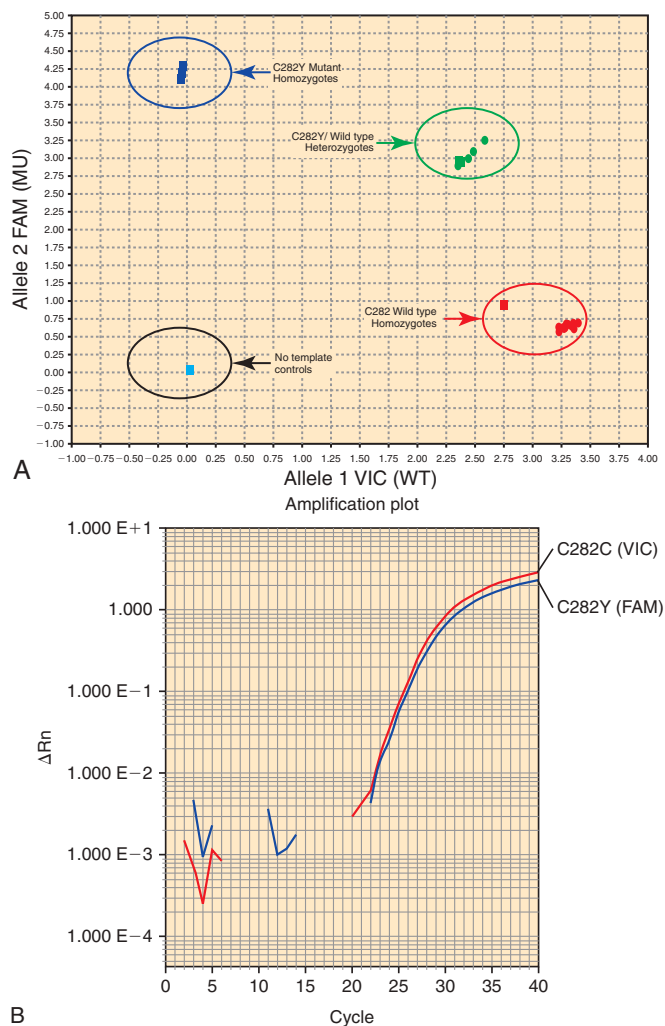 5.00
4.75
4.50
4.25
4.00
3.75
3.50
3.25
3.00
2.75
2.50
2.25
2.00
1.75
1.50
1.25
1.00
0.75
0.50
0.25
0.00
−0.25
−0.50
−0.75
−1.00
Allele 2 FAM (MU)
C282Y Mutant
Homozygotes
C282Y/ Wild type
Heterozygotes
C282 Wild type
Homozygotes
No template
controls
−1.00 −0.75 −0.50 −0.25 0.00 0.25 0.50 0.75 1.00 1.25 1.50 1.75 2.00 2.25 2.50 2.75 3.00 3.25 3.50 3.75 4.00
Allele 1 VIC (WT)
A
Amplification plot
1.000 E+1
1.000
1.000 E−1
1.000 E−2
1.000 E−3
1.000 E−4
ΔRn
C282C (VIC)
C282Y (FAM)
0 5 10 15 20 25 30 35 40
Cycle
B